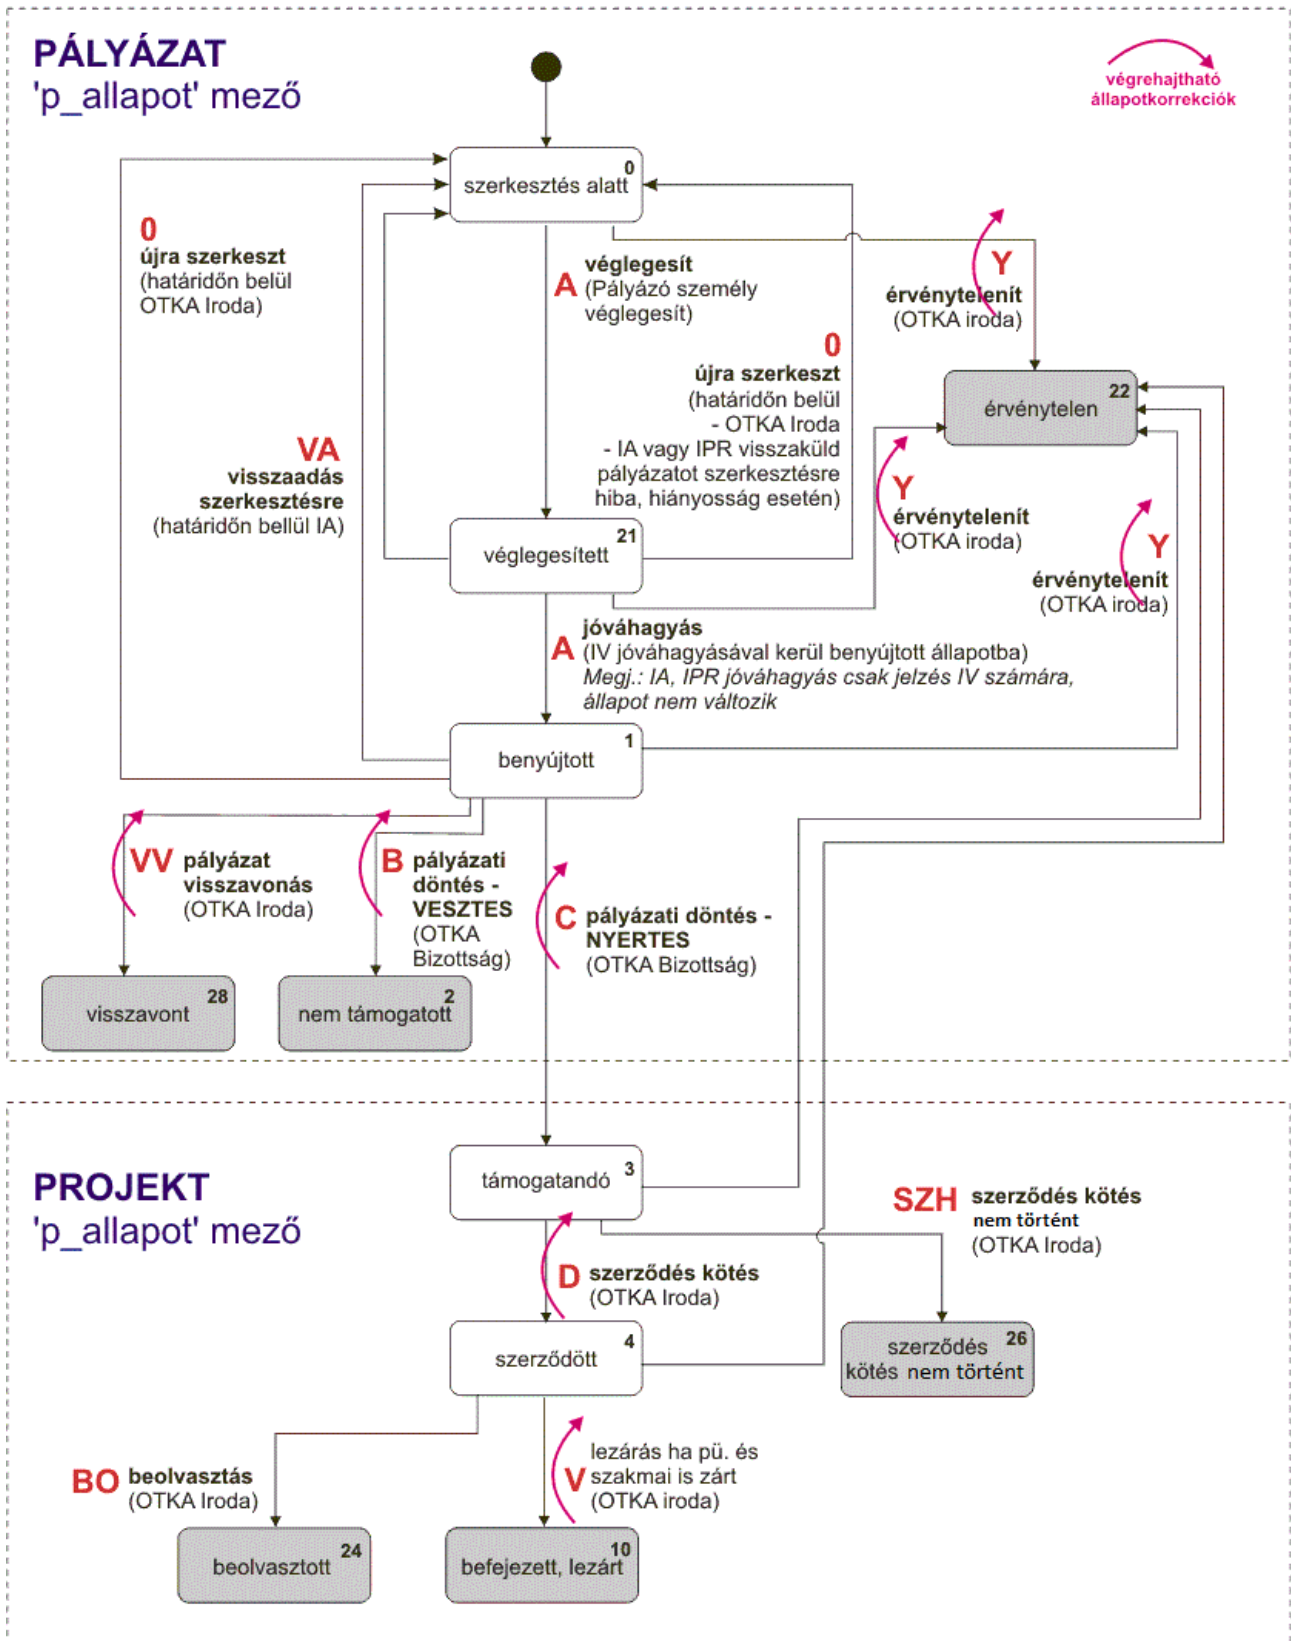 PÁLYÁZAT
'p_allapot' mező
végrehajtható
állapotkorrekciók
0
szerkesztés alatt
0
újra szerkeszt
(határidőn belül
OTKA Iroda)
A
véglegesít
(Pályázó személy
véglegesít)
Y
érvénytelenít
(OTKA iroda)
0
újra szerkeszt
(határidőn belül
- OTKA Iroda
- IA vagy IPR visszaküld
pályázatot szerkesztésre
hiba, hiányosság esetén)
22
érvénytelen
VA
visszaadás
szerkesztésre
(határidőn bellül IA)
Y
érvénytelenít
(OTKA iroda)
21
véglegesített
Y
érvénytelenít
(OTKA iroda)
A
jóváhagyás
(IV jóváhagyásával kerül benyújtott állapotba)
Megj.: IA, IPR jóváhagyás csak jelzés IV számára,
állapot nem változik
1
benyújtott
VV
pályázat
visszavonás
(OTKA Iroda)
B
pályázati
döntés -
VESZTES
(OTKA
Bizottság)
C
pályázati döntés -
NYERTES
(OTKA Bizottság)
28
visszavont
2
nem támogatott
PROJEKT
'p_allapot' mező
3
támogatandó
SZH
szerződés kötés
nem történt
(OTKA Iroda)
D
szerződés kötés
(OTKA Iroda)
4
szerződött
26
szerződés
kötés nem történt
BO
beolvasztás
(OTKA Iroda)
V
lezárás ha pü. és
szakmai is zárt
(OTKA iroda)
24
beolvasztott
10
befejezett, lezárt